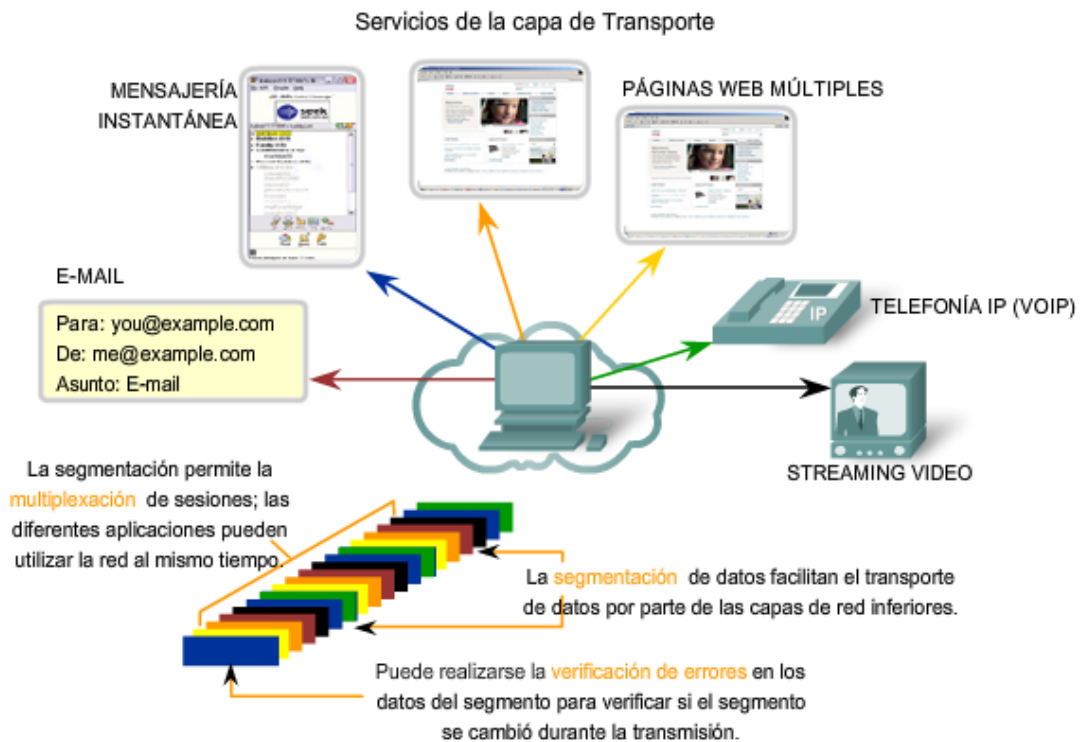 Servicios de la capa de Transporte
MENSAJERÍA
INSTANTÁNEA
seek
PÁGINAS WEB MÚLTIPLES
E-MAIL
Para: you@example.com
De: me@example.com
Asunto: E-mail
IP
TELEFONÍA IP (VOIP)
STREAMING VIDEO
La segmentación permite la
multiplexación de sesiones; las
diferentes aplicaciones pueden
utilizar la red al mismo tiempo.
La segmentación de datos facilitan el transporte
de datos por parte de las capas de red inferiores.
Puede realizarse la verificación de errores en los
datos del segmento para verificar si el segmento
se cambió durante la transmisión.